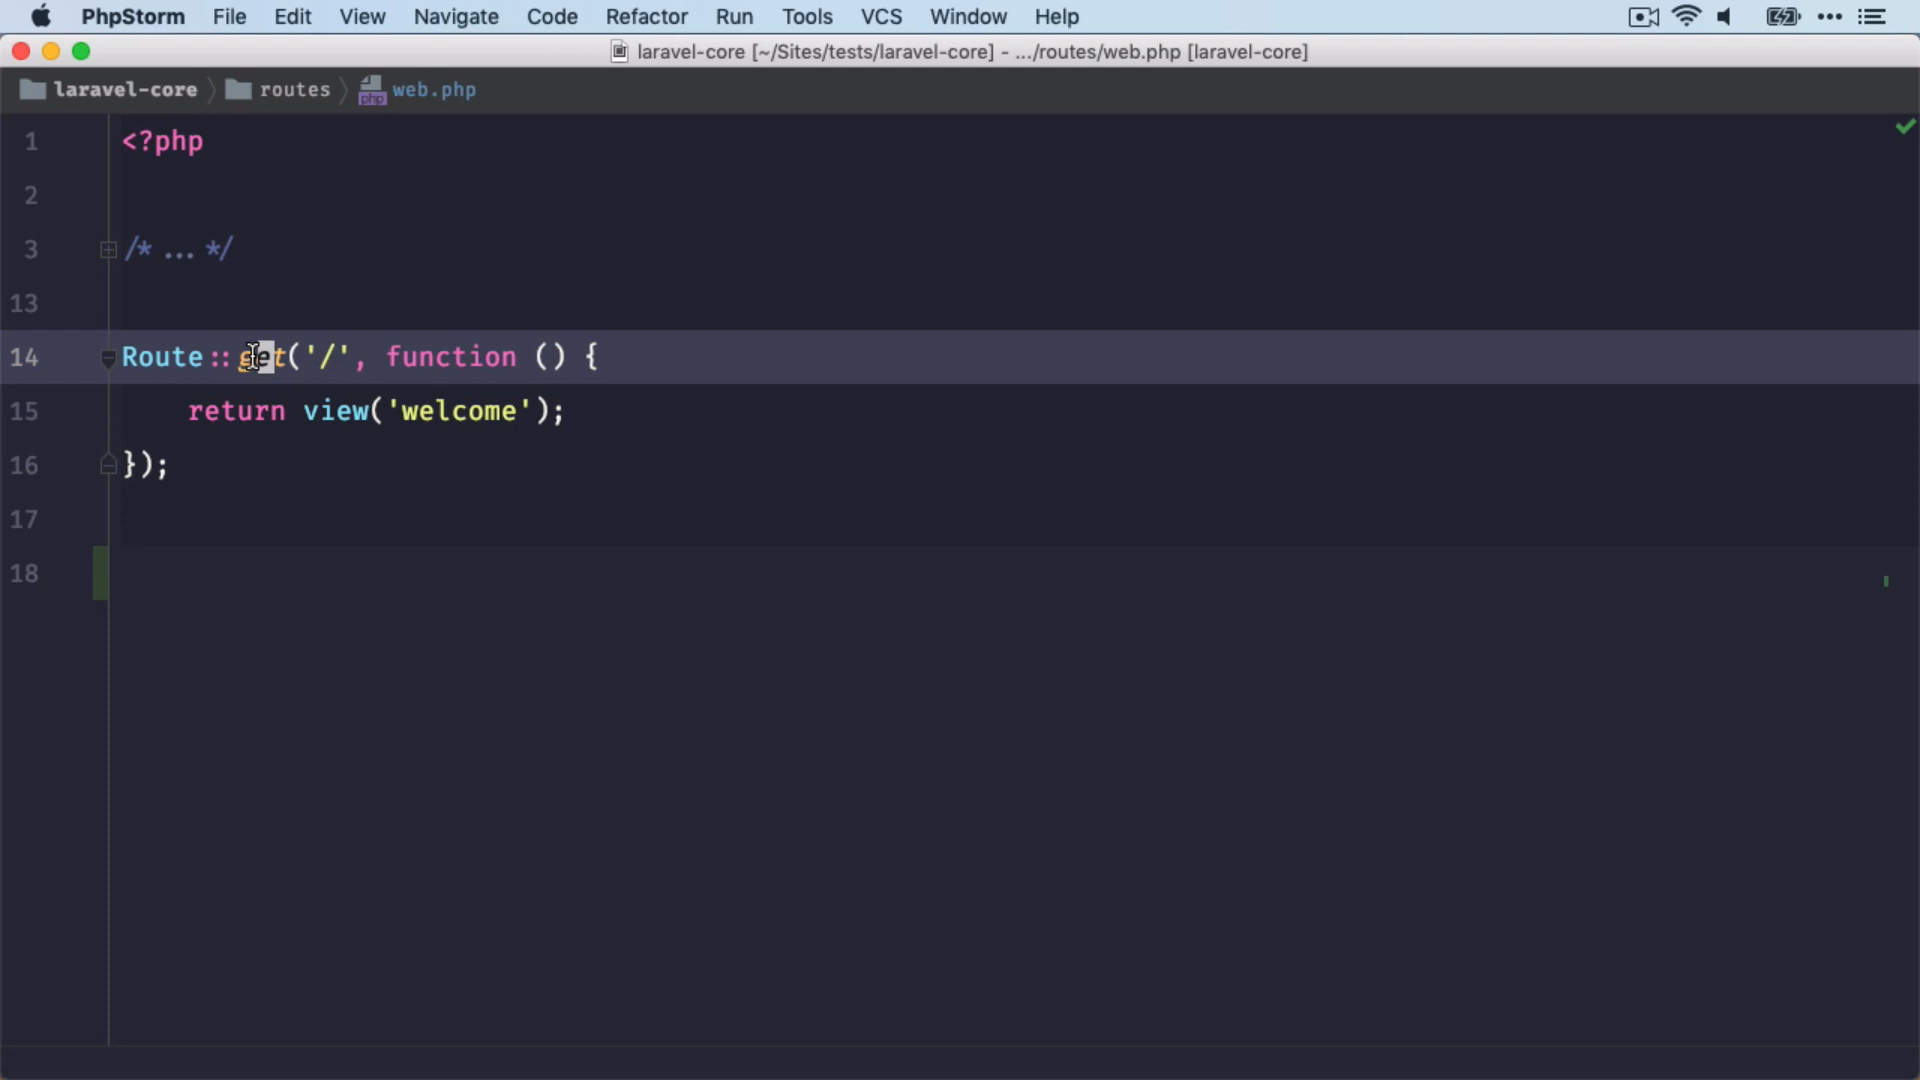 PhpStorm File Edit View Navigate Code Refactor Run Tools VCS Window Help
laravel-core [~/Sites/tests/laravel-core] - .../routes/web.php [laravel-core]
laravel-core routes web.php
php
1 <?php
2
3 /* ... */
13
14 Route::get('/', function () {
15 return view('welcome');
16 });
17
18